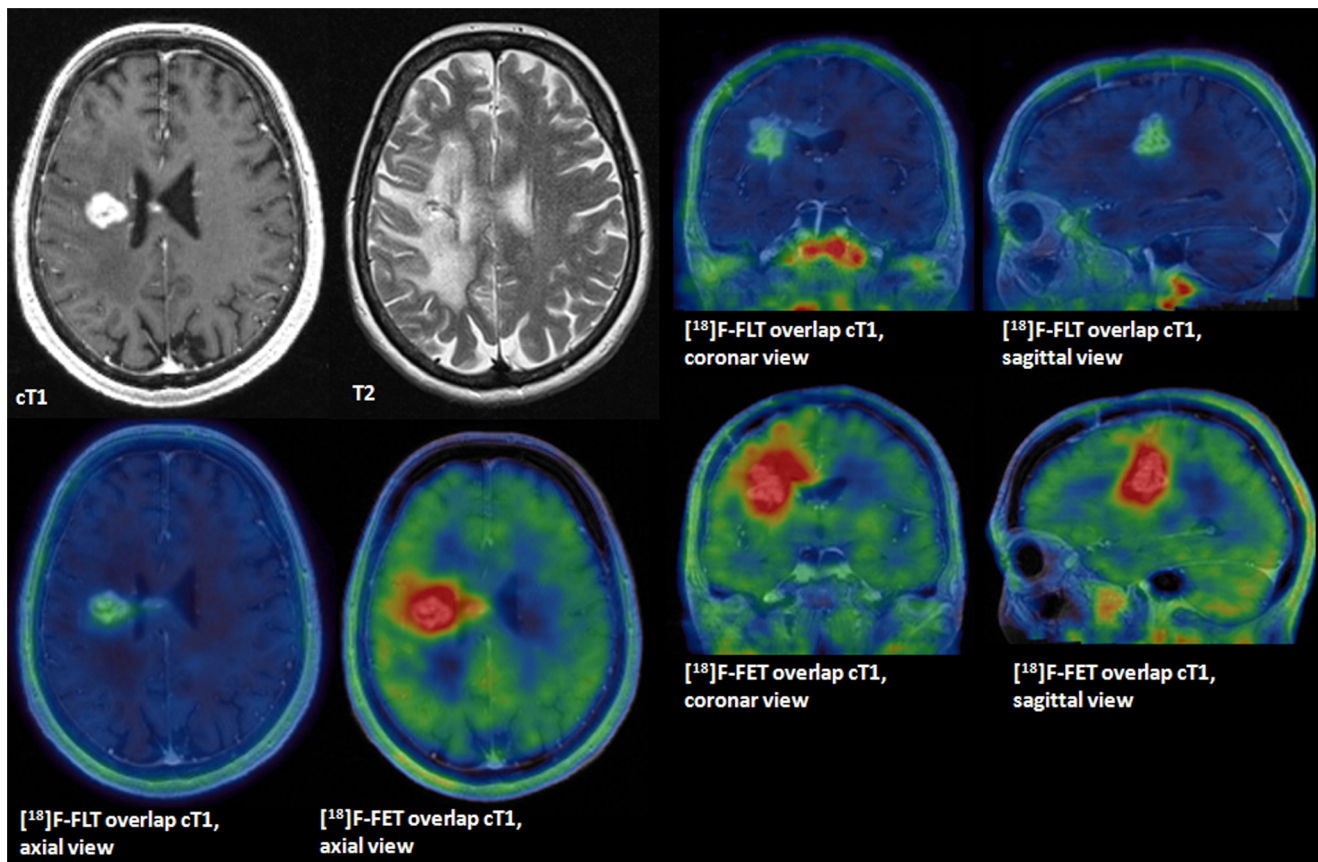 cT1
T2
[¹⁸]F-FLT overlap cT1,
coronar view
[¹⁸]F-FLT overlap cT1,
sagittal view
[¹⁸]F-FLT overlap cT1,
axial view
[¹⁸]F-FET overlap cT1,
axial view
[¹⁸]F-FET overlap cT1,
coronar view
[¹⁸]F-FET overlap cT1,
sagittal view